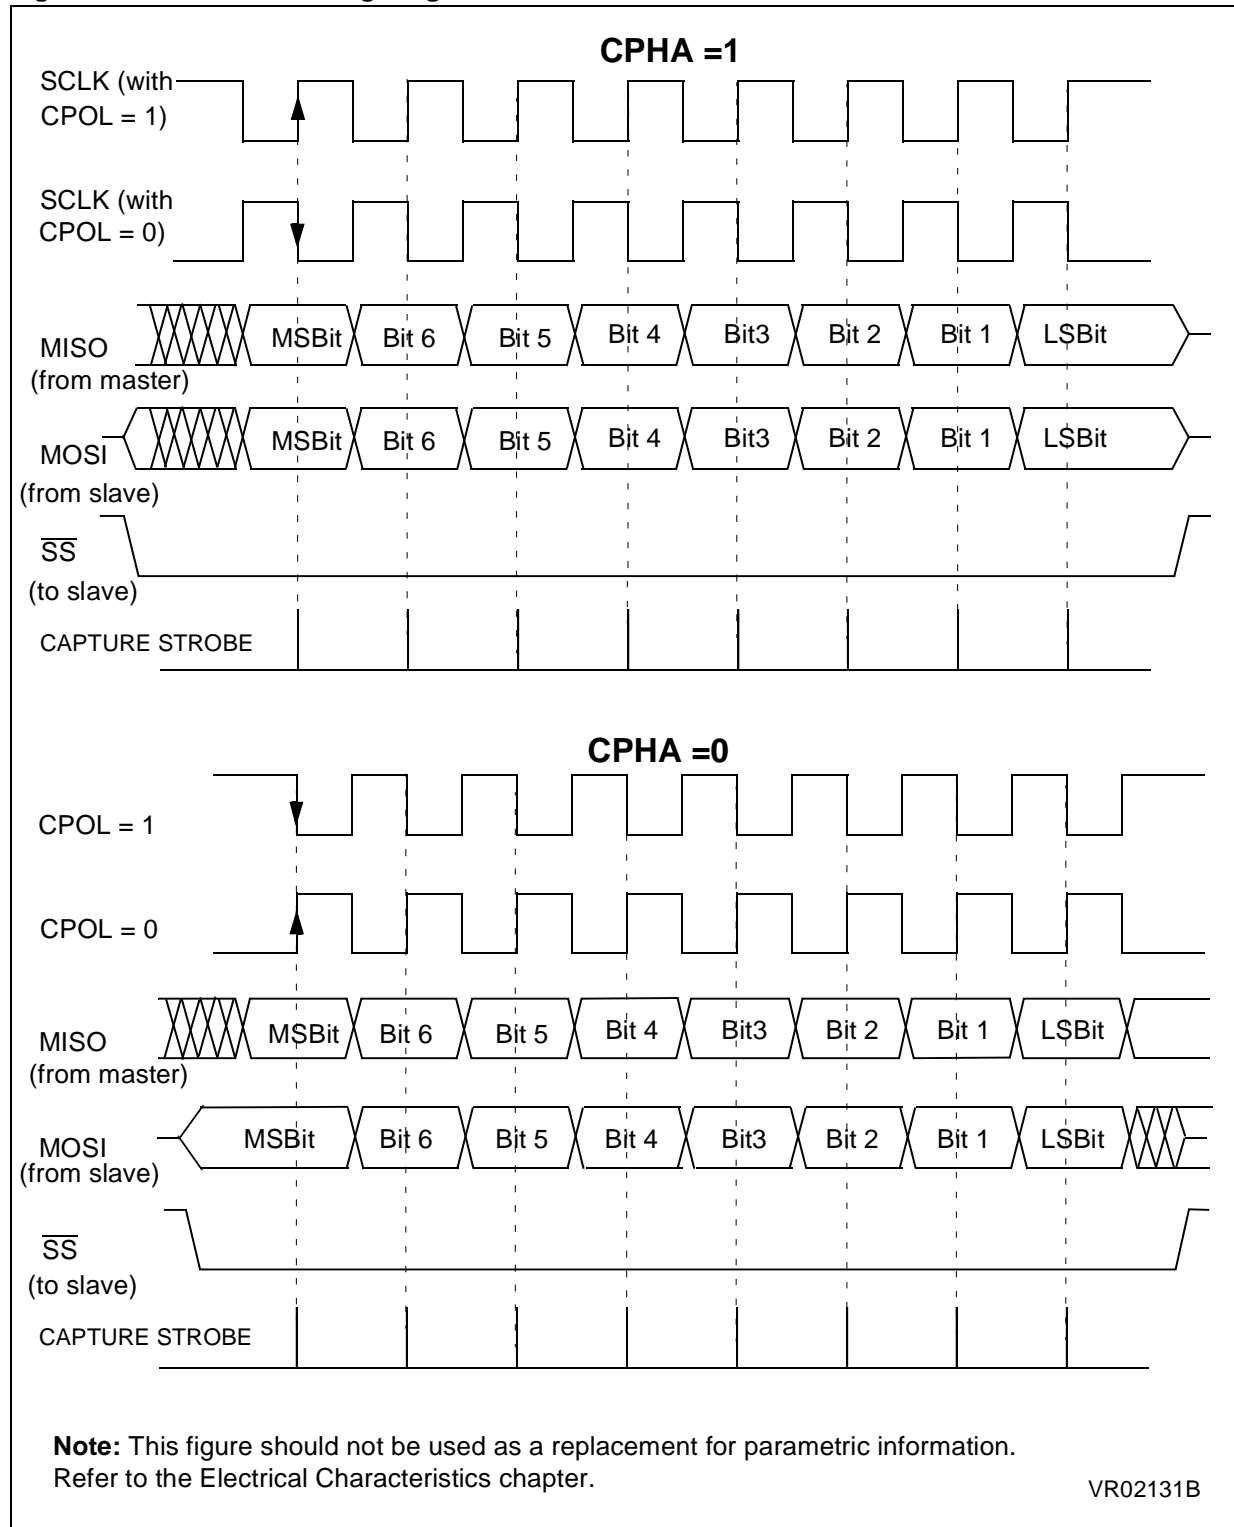 CPHA =1
SCLK (with
CPOL = 1)
SCLK (with
CPOL = 0)
MISO
(from master)
MSBit Bit 6 Bit 5 Bit 4 Bit3 Bit 2 Bit 1 LSBit
MOSI
(from slave)
MSBit Bit 6 Bit 5 Bit 4 Bit3 Bit 2 Bit 1 LSBit
SS
(to slave)
CAPTURE STROBE
CPHA =0
CPOL = 1
CPOL = 0
MISO
(from master)
MSBit Bit 6 Bit 5 Bit 4 Bit3 Bit 2 Bit 1 LSBit
MOSI
(from slave)
MSBit Bit 6 Bit 5 Bit 4 Bit3 Bit 2 Bit 1 LSBit
SS
(to slave)
CAPTURE STROBE
Note: This figure should not be used as a replacement for parametric information.
Refer to the Electrical Characteristics chapter.
VR02131B